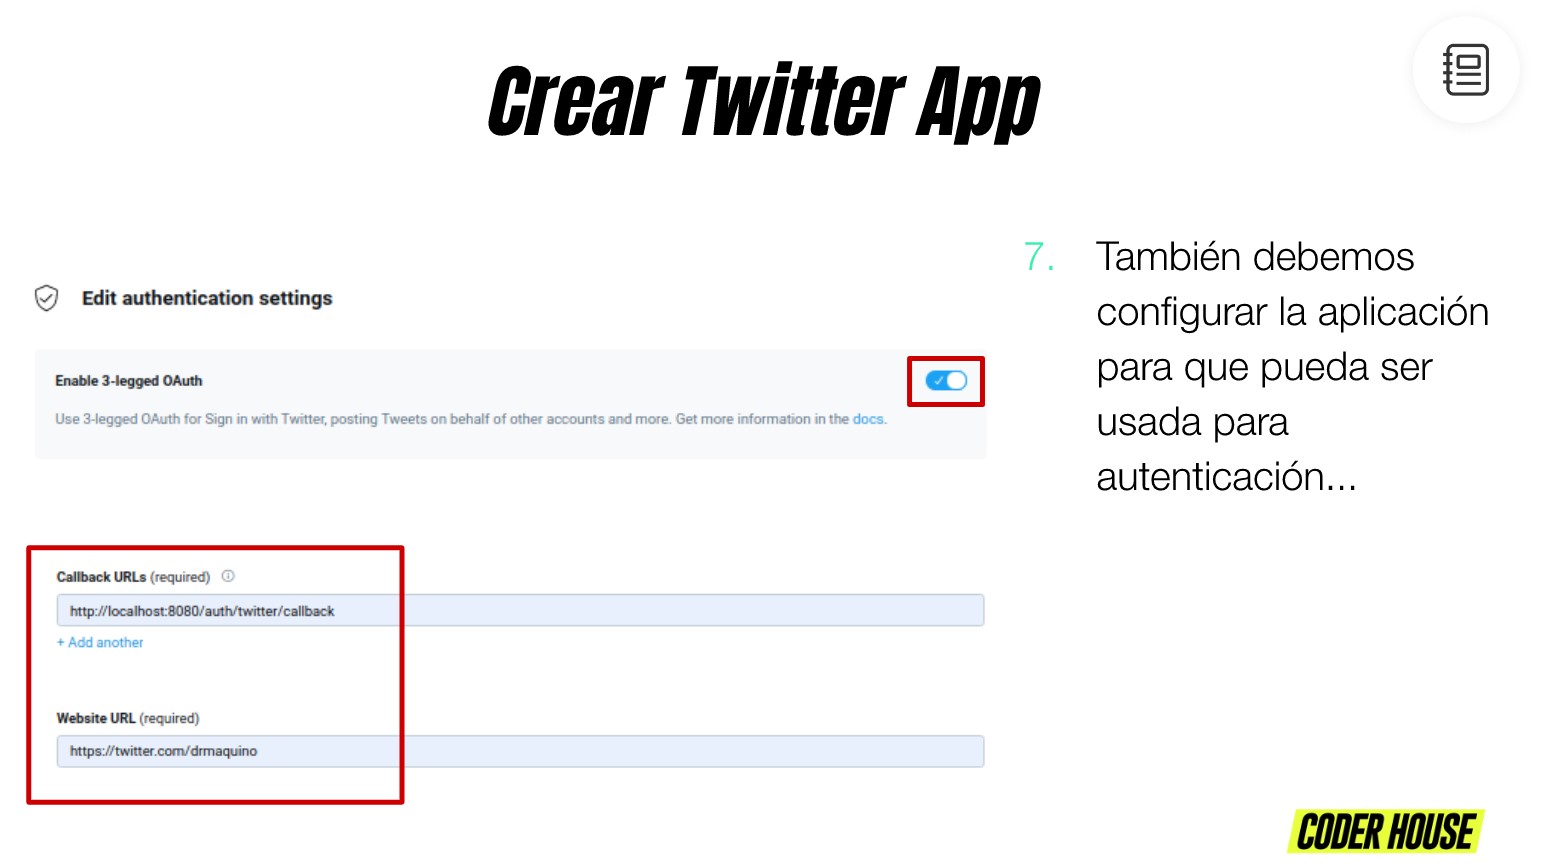 Crear Twitter App
Edit authentication settings
Enable 3-legged OAuth
Use 3-legged OAuth for Sign in with Twitter, posting Tweets on behalf of other accounts and more. Get more information in the docs.
Callback URLs (required)
http://localhost:8080/auth/twitter/callback
+ Add another
Website URL (required)
https://twitter.com/drmaquino
7. También debemos
configurar la aplicación
para que pueda ser
usada para
autenticación...
CODER HOUSE